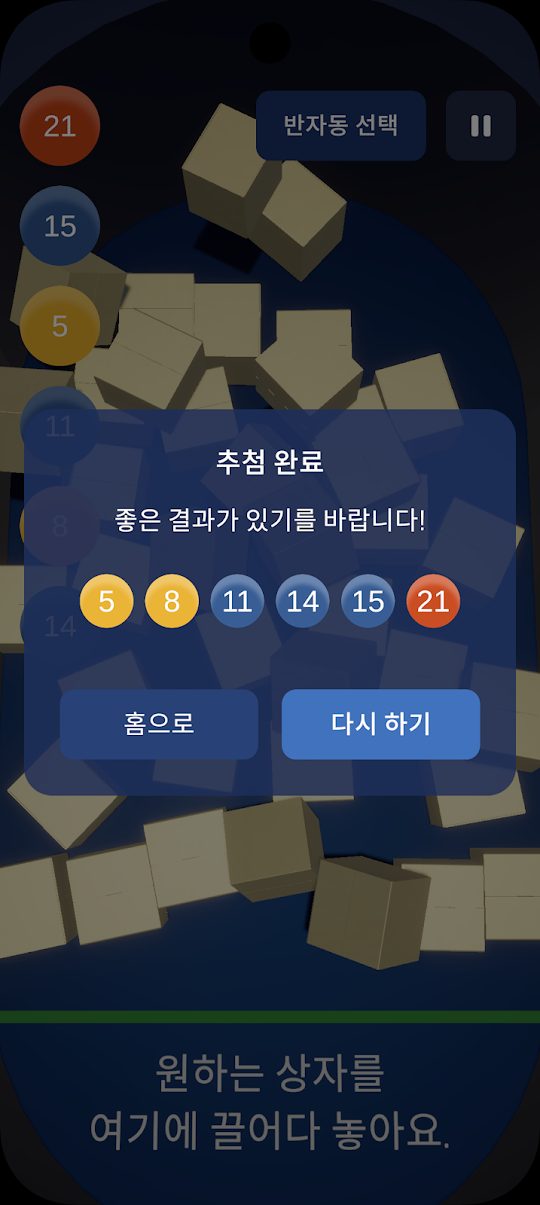 21
반자동 선택
15
5
11
8
14
추첨 완료
좋은 결과가 있기를 바랍니다!
5 8 11 14 15 21
홈으로 다시 하기
원하는 상자를
여기에 끌어다 놓아요.